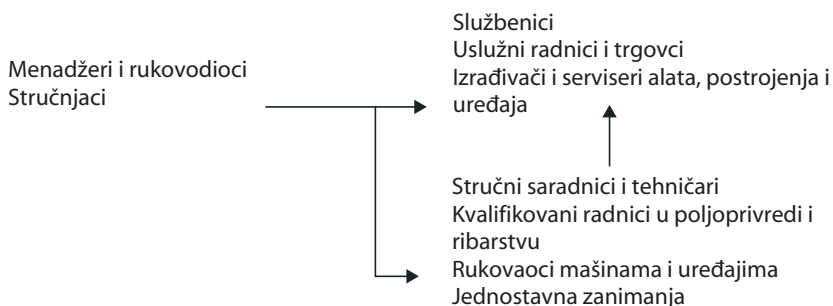 Menadžeri i rukovodioci
Stručnjaci
Službenici
Uslužni radnici i trgovci
Izrađivači i serviseri alata, postrojenja i
uređaja
Stručni saradnici i tehničari
Kvalifikovani radnici u poljoprivredi i
ribarstvu
Rukovaoci mašinama i uređajima
Jednostavna zanimanja